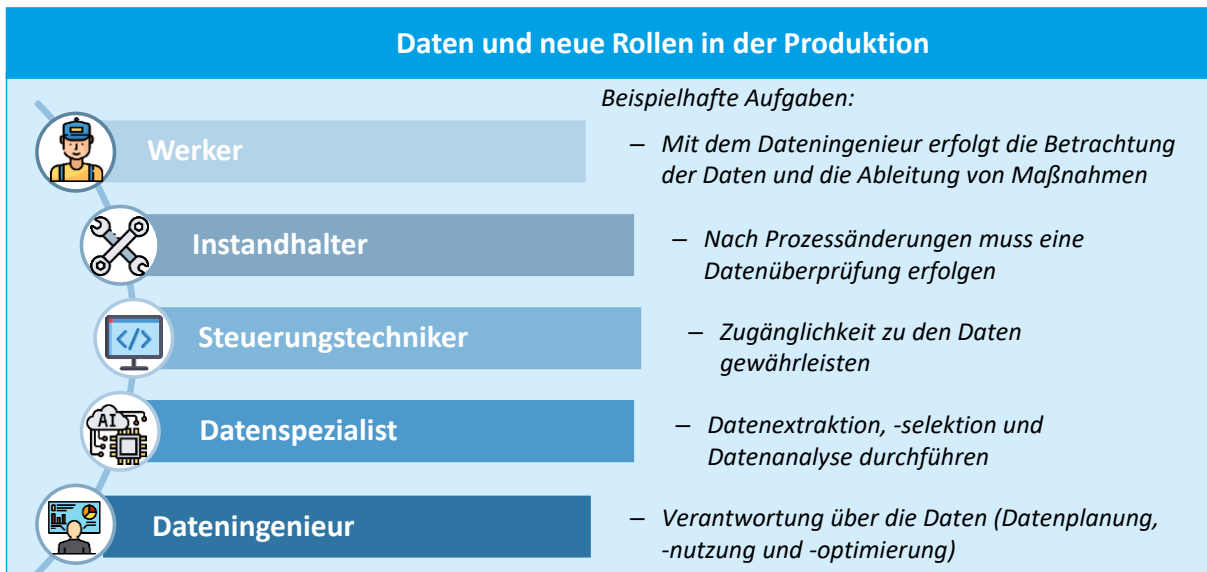 Daten und neue Rollen in der Produktion
Beispielhafte Aufgaben:
Werker
– Mit dem Dateningenieur erfolgt die Betrachtung
der Daten und die Ableitung von Maßnahmen
Instandhalter
– Nach Prozessänderungen muss eine
Datenüberprüfung erfolgen
</>
Steuerungstechniker
– Zugänglichkeit zu den Daten
gewährleisten
AI
Datenspezialist
– Datenextraktion, -selektion und
Datenanalyse durchführen
Dateningenieur
– Verantwortung über die Daten (Datenplanung,
-nutzung und -optimierung)